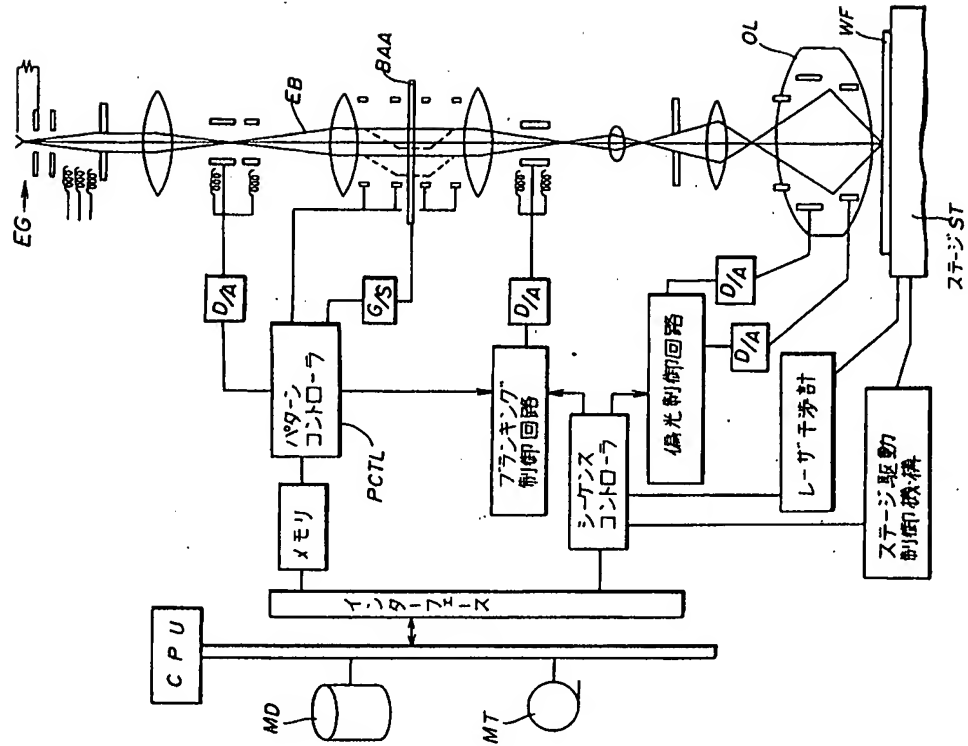 EG
EB
BAA
OL
WF
ステージST
D/A
パターン
コントローラ
PCTL
G/S
D/A
ブランキング
制御回路
メモリ
インターフェース
シーケンス
コントローラ
偏光制御回路
D/A
D/A
レーザ干渉計
ステージ駆動
制御機構
CPU
MD
MT